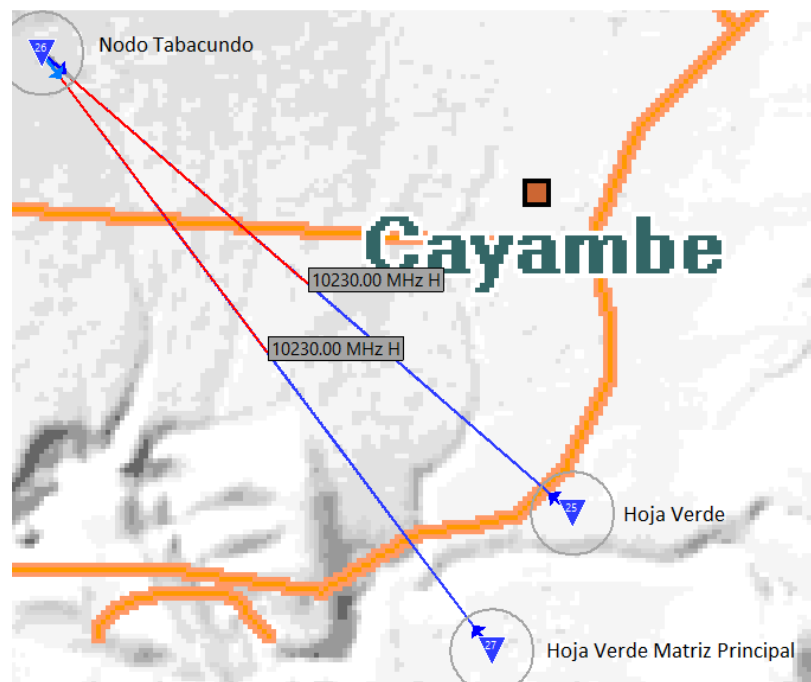 26
Nodo Tabacundo
Cayambe
10230.00 MHz H
10230.00 MHz H
25
Hoja Verde
27
Hoja Verde Matriz Principal